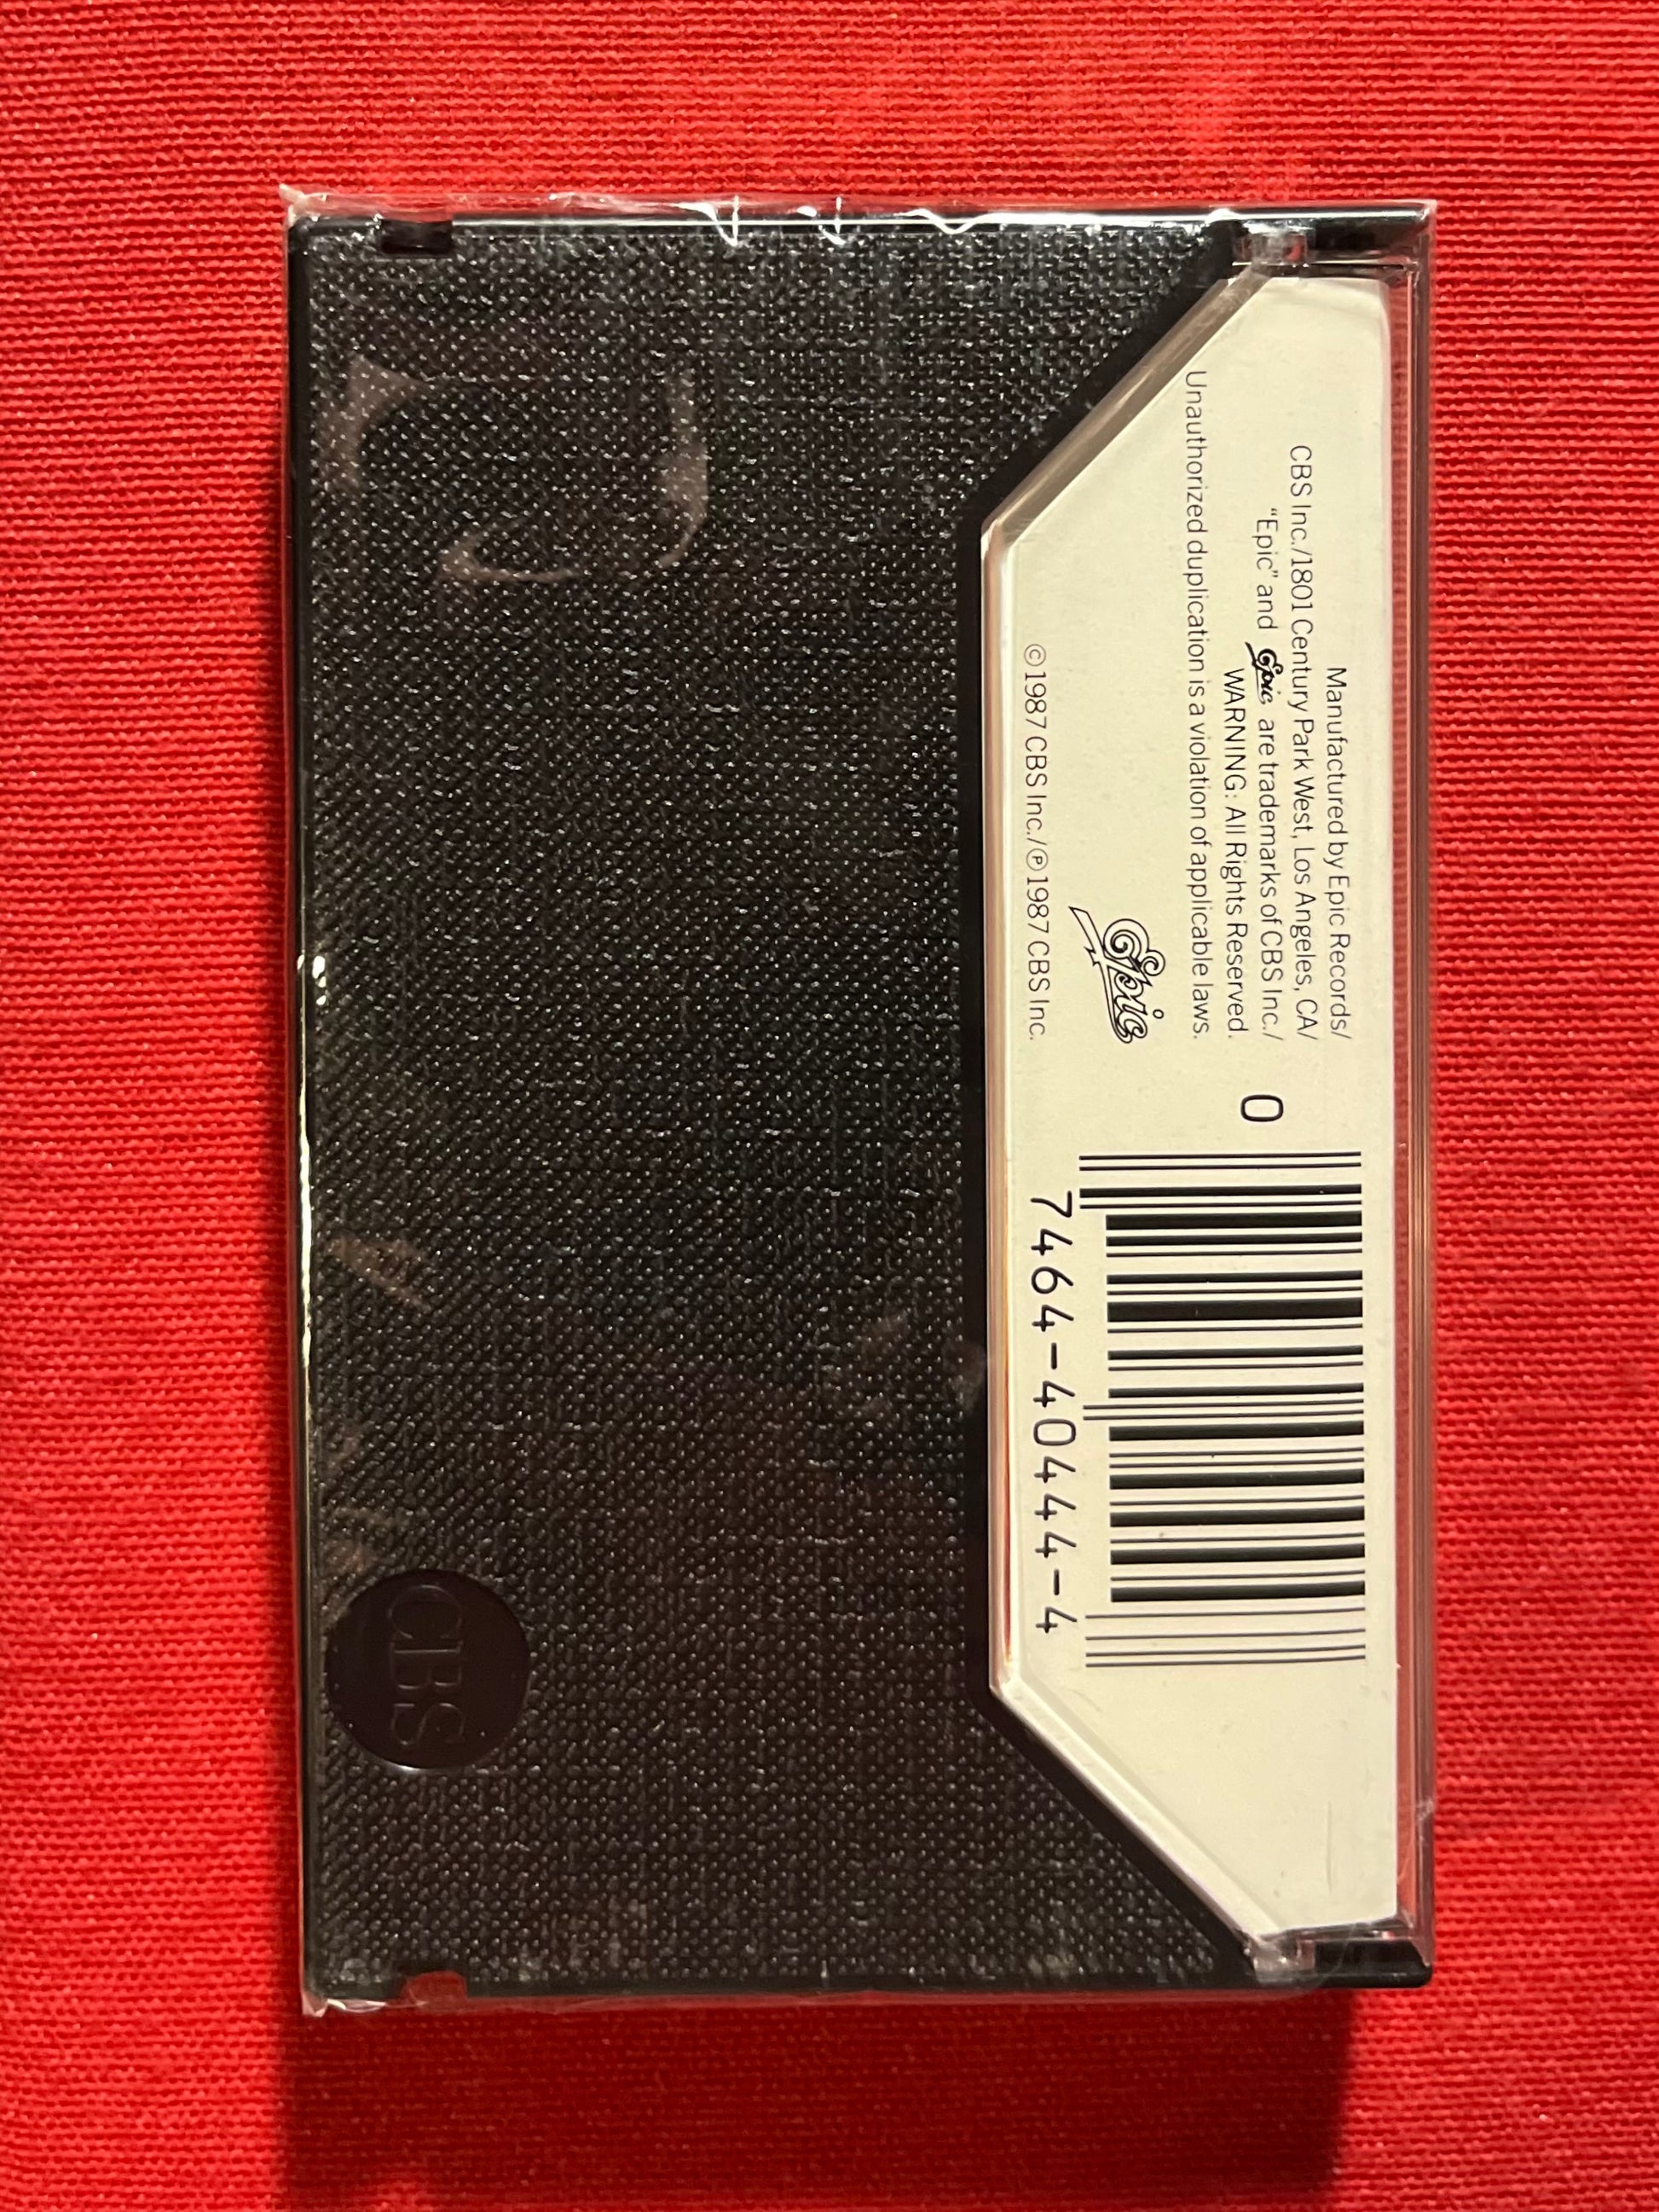 Manufactured by Epic Records/
CBS Inc./1801 Century Park West, Los Angeles, CA/
“Epic” and Epic are trademarks of CBS Inc./
WARNING: All Rights Reserved.
Unauthorized duplication is a violation of applicable laws.
Epic
© 1987 CBS Inc./℗ 1987 CBS Inc.
0
7464-40444-4
CBS